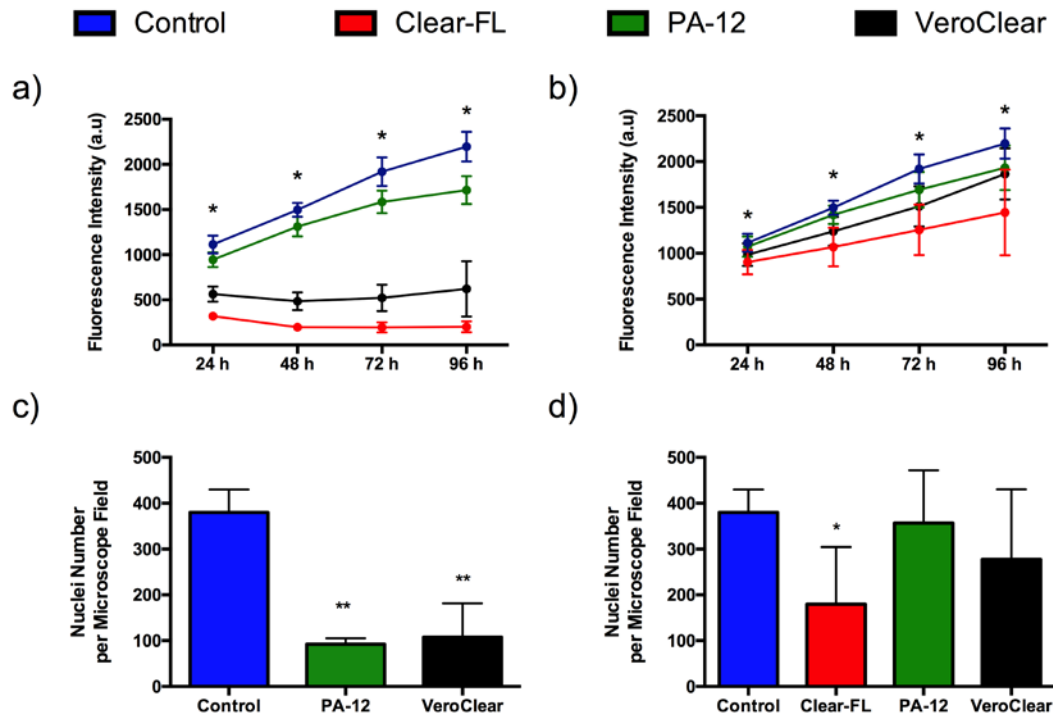 Control Clear-FL PA-12 VeroClear
a)
Fluorescence Intensity (a.u)
2500
2000
1500
1000
500
0
* * * *
24 h 48 h 72 h 96 h
b)
Fluorescence Intensity (a.u)
2500
2000
1500
1000
500
0
* * * *
24 h 48 h 72 h 96 h
c)
Nuclei Number
per Microscope Field
500
400
300
200
100
0
** **
Control PA-12 VeroClear
d)
Nuclei Number
per Microscope Field
500
400
300
200
100
0
*
Control Clear-FL PA-12 VeroClear